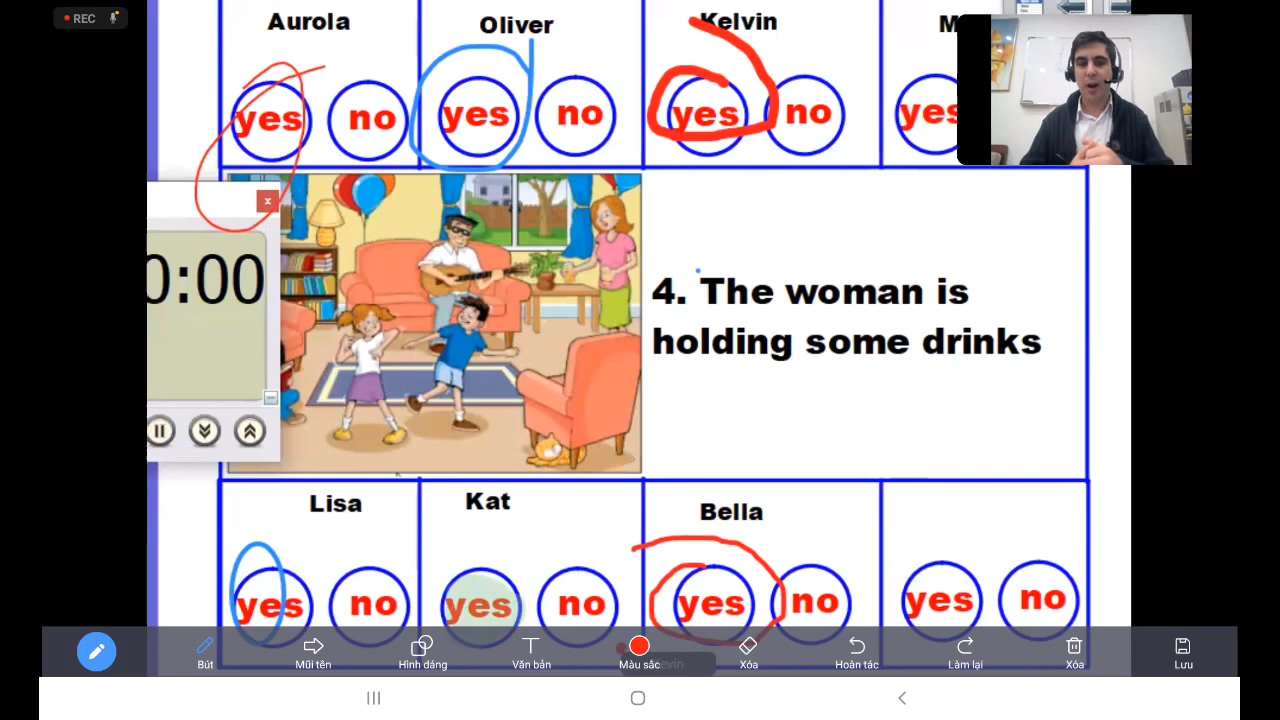 REC
Aurola
Oliver
Kelvin
M
yes
no
yes
no
yes
no
yes
0:00
4. The woman is
holding some drinks
Lisa
Kat
Bella
yes
no
yes
no
yes
no
yes
no
Bút
Mũi tên
Hình dáng
Văn bản
Màu sắc
Xóa
Hoàn tác
Làm lại
Xóa
Lưu